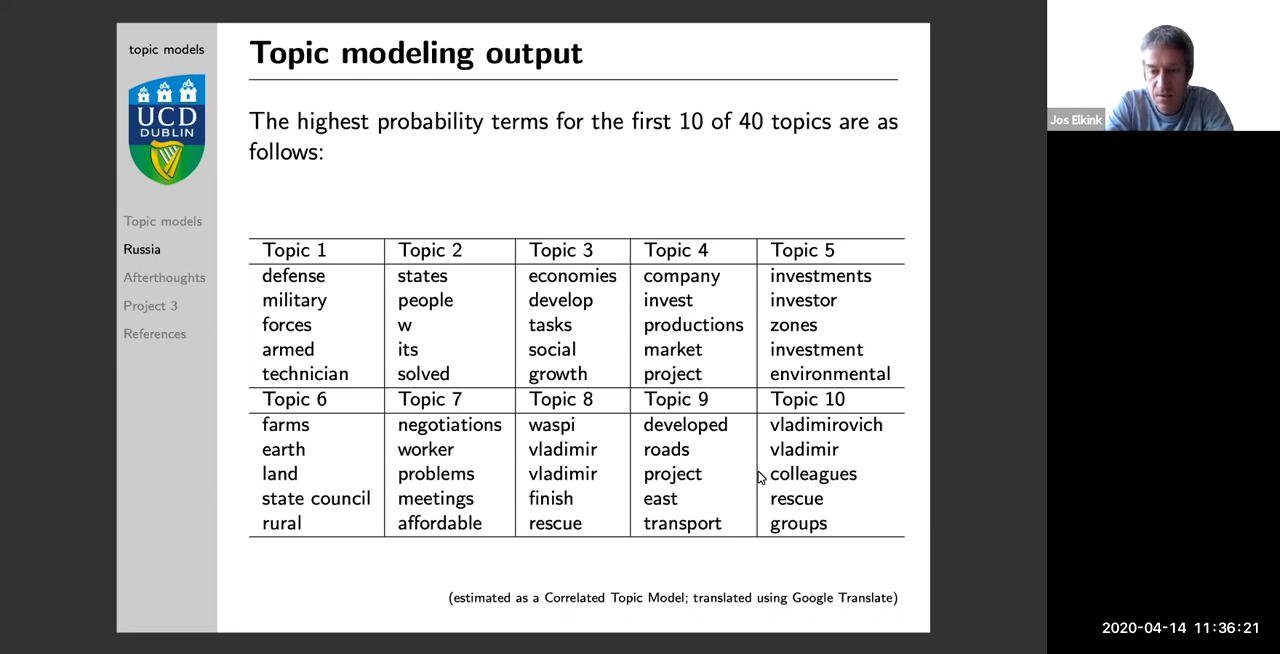 topic models
UCD
DUBLIN
Topic models
Russia
Afterthoughts
Project 3
References
Topic modeling output
The highest probability terms for the first 10 of 40 topics are as
follows:
Topic 1 Topic 2 Topic 3 Topic 4 Topic 5
defense states economies company investments
military people develop invest investor
forces w tasks productions zones
armed its social market investment
technician solved growth project environmental
Topic 6 Topic 7 Topic 8 Topic 9 Topic 10
farms negotiations waspi developed vladimirovich
earth worker vladimir roads vladimir
land problems vladimir project colleagues
state council meetings finish east rescue
rural affordable rescue transport groups
(estimated as a Correlated Topic Model; translated using Google Translate)
Jos Elkink
2020-04-14 11:36:21